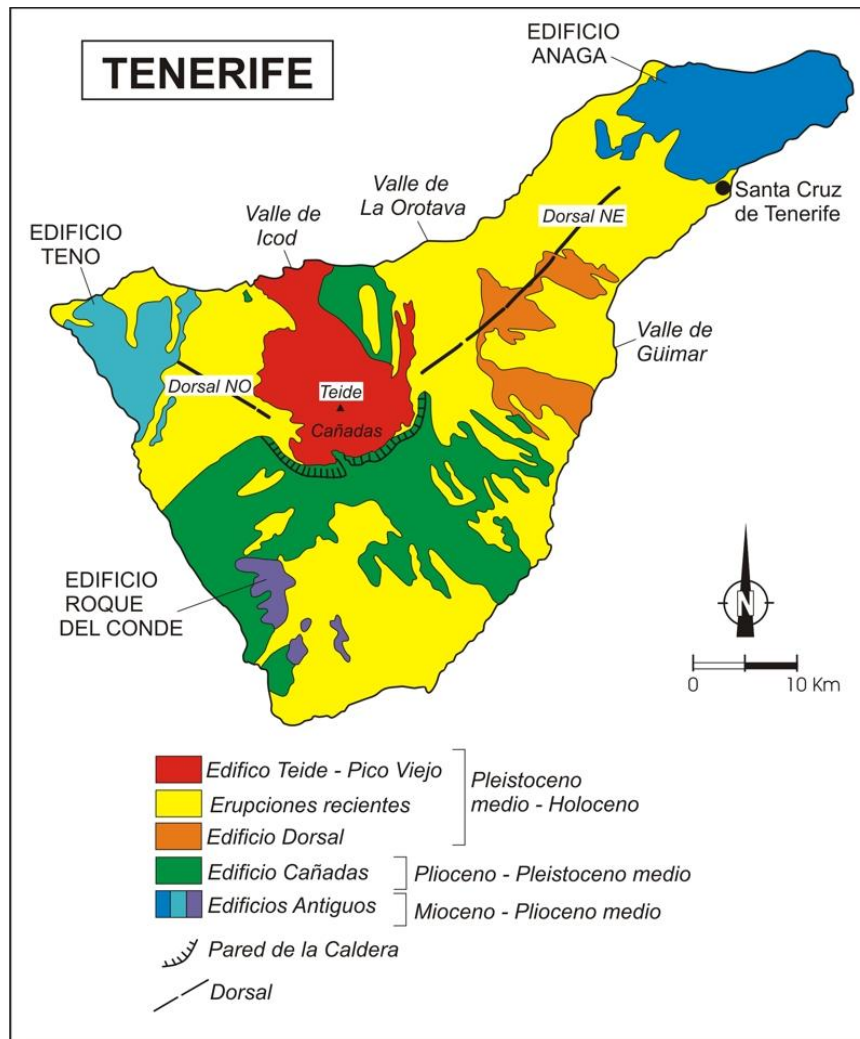 TENERIFE
EDIFICIO
ANAGA
Santa Cruz
de Tenerife
Valle de
La Orotava
Dorsal NE
Valle de
Icod
EDIFICIO
TENO
Valle de
Güimar
Dorsal NO
Teide
Cañadas
EDIFICIO
ROQUE
DEL CONDE
N
0 10 Km
Edifico Teide - Pico Viejo
Erupciones recientes
Edificio Dorsal
Pleistoceno
medio - Holoceno
Edificio Cañadas
Plioceno - Pleistoceno medio
Edificios Antiguos
Mioceno - Plioceno medio
Pared de la Caldera
Dorsal